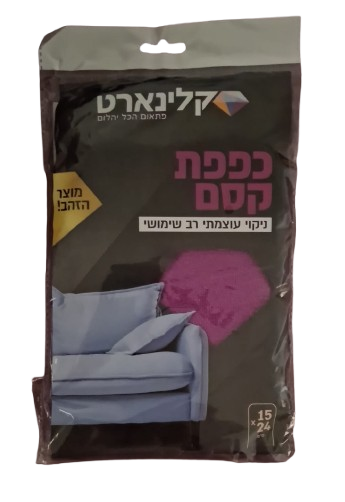 קלינארט
פתאום הכל יהלום
כפפת
קסם
ניקוי עוצמתי רב שימושי
מוצר
הזהב!
15
x
24